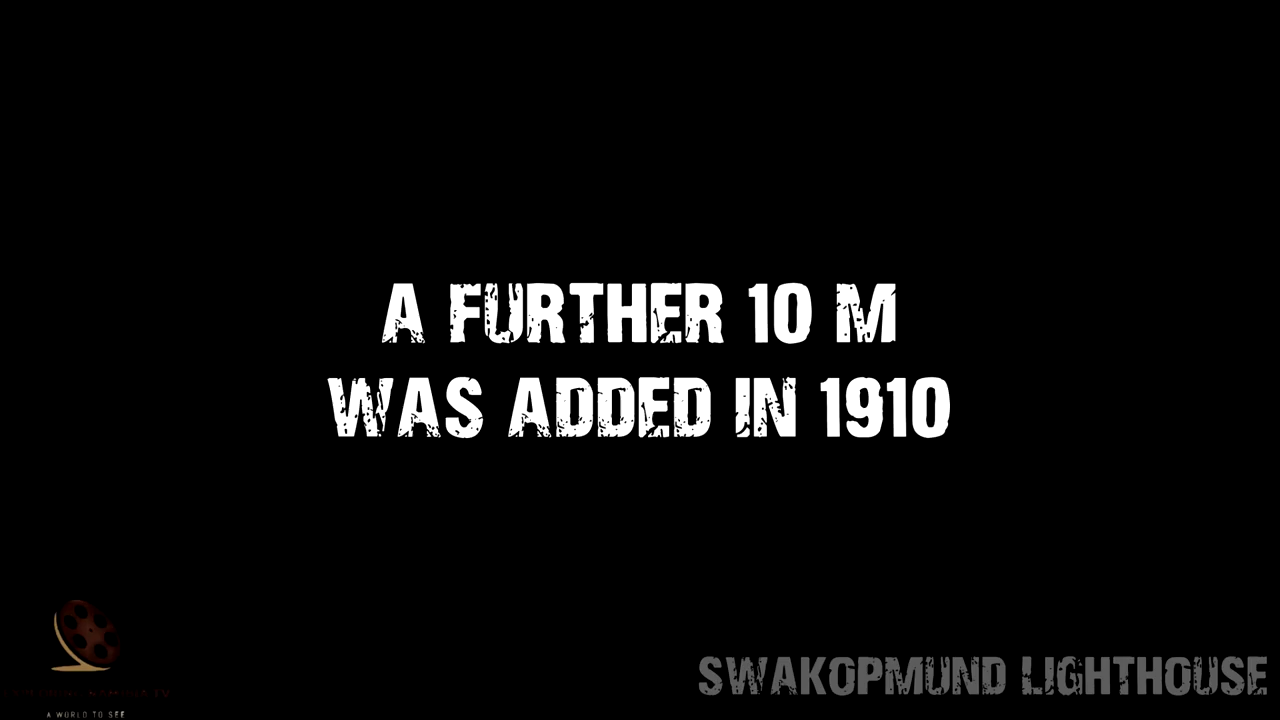 A FURTHER 10 M
WAS ADDED IN 1910
SWAKOPMUND LIGHTHOUSE
A WORLD TO SEE